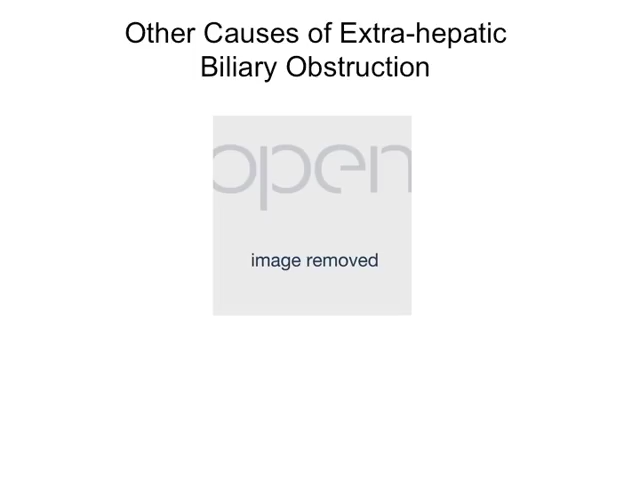 Other Causes of Extra-hepatic
Biliary Obstruction
open
image removed